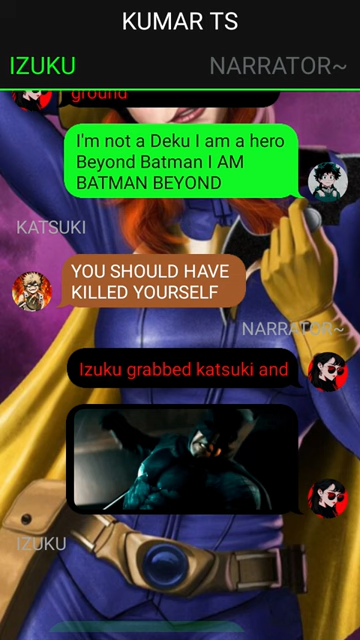 KUMAR TS
IZUKU
NARRATOR~
ground
I'm not a Deku I am a hero
Beyond Batman I AM
BATMAN BEYOND
KATSUKI
YOU SHOULD HAVE
KILLED YOURSELF
NARRATOR~
Izuku grabbed katsuki and
IZUKU